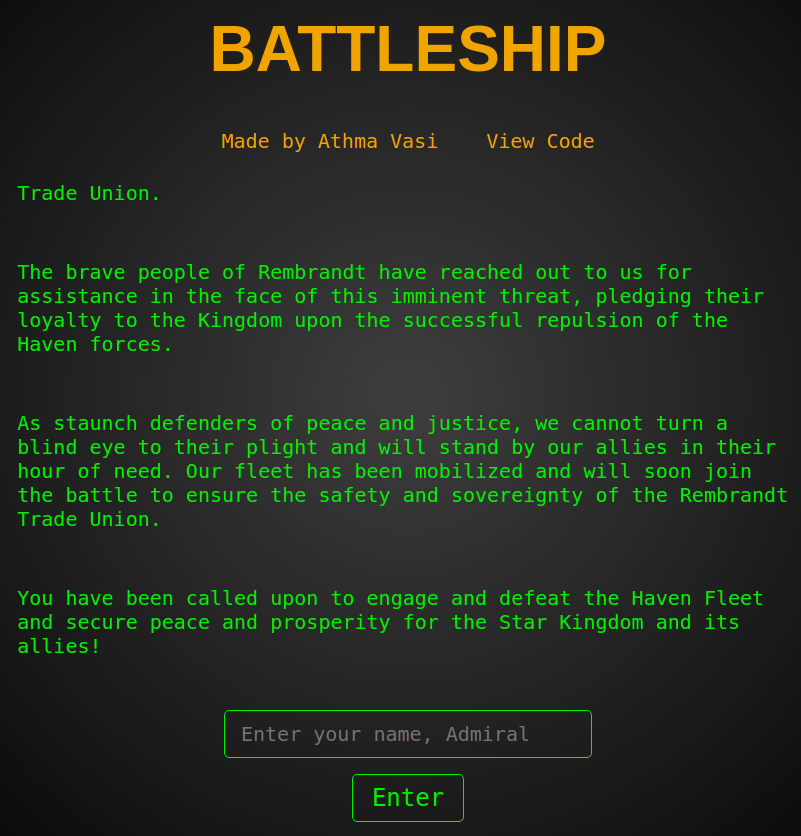 BATTLESHIP
Made by Athma Vasi    View Code
Trade Union.
The brave people of Rembrandt have reached out to us for
assistance in the face of this imminent threat, pledging their
loyalty to the Kingdom upon the successful repulsion of the
Haven forces.
As staunch defenders of peace and justice, we cannot turn a
blind eye to their plight and will stand by our allies in their
hour of need. Our fleet has been mobilized and will soon join
the battle to ensure the safety and sovereignty of the Rembrandt
Trade Union.
You have been called upon to engage and defeat the Haven Fleet
and secure peace and prosperity for the Star Kingdom and its
allies!
Enter your name, Admiral
Enter